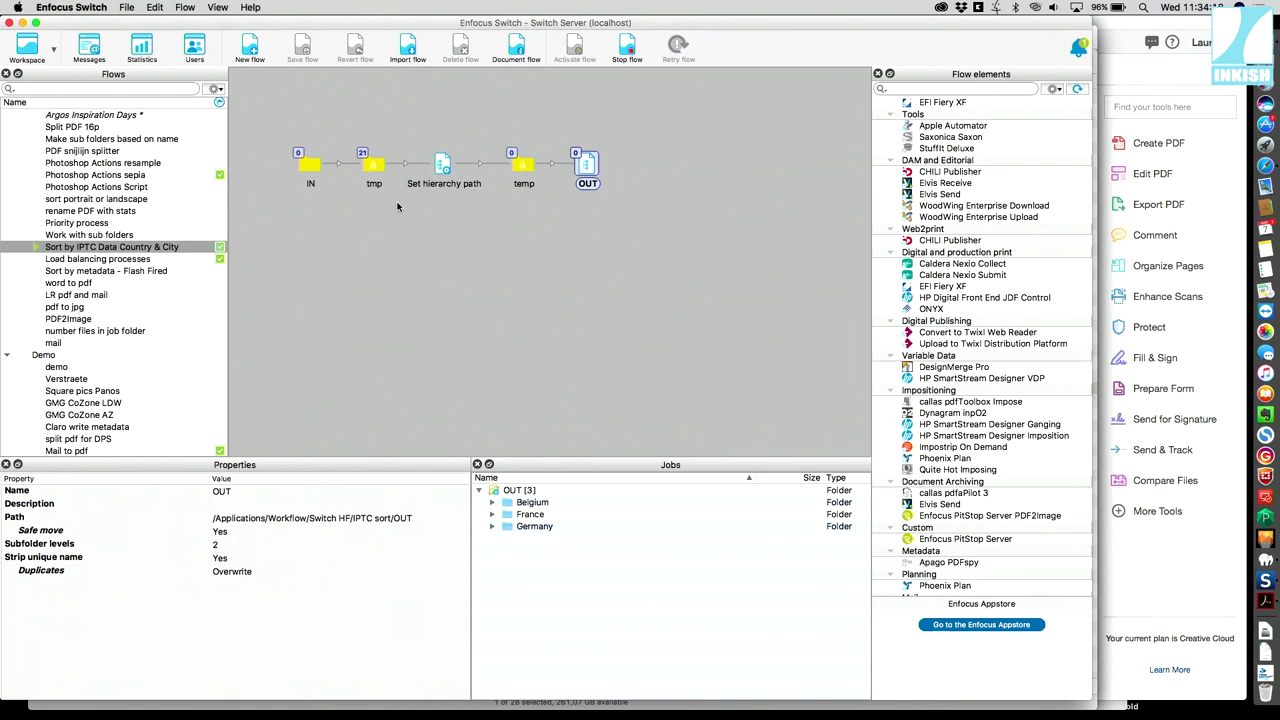 Enfocus Switch File Edit Flow View Help
96% Wed 11:34:18
Enfocus Switch - Switch Server (localhost)
Workspace Messages Statistics Users New flow Save flow Revert flow Import flow Delete flow Document flow Activate flow Stop flow Retry flow
1
INKISH
Flows
Name
Argos Inspiration Days *
Split PDF 16p
Make sub folders based on name
PDF snijlijn splitter
Photoshop Actions resample
Photoshop Actions sepia
Photoshop Actions Script
sort portrait or landscape
rename PDF with stats
Priority process
Work with sub folders
Sort by IPTC Data Country & City
Load balancing processes
Sort by metadata - Flash Fired
word to pdf
LR pdf and mail
pdf to jpg
PDF2Image
number files in job folder
mail
Demo
demo
Verstraete
Square pics Panos
GMG CoZone LDW
GMG CoZone AZ
Claro write metadata
split pdf for DPS
Mail to pdf
0 21 0 0
IN tmp Set hierarchy path temp OUT
Properties
Property Value
Name OUT
Description
Path /Applications/Workflow/Switch HF/IPTC sort/OUT
Safe move Yes
Subfolder levels 2
Strip unique name Yes
Duplicates Overwrite
Jobs
Name Size Type
OUT [3] Folder
Belgium Folder
France Folder
Germany Folder
Flow elements
EFI Fiery XF
Tools
Apple Automator
Saxonica Saxon
StuffIt Deluxe
DAM and Editorial
CHILI Publisher
Elvis Receive
Elvis Send
WoodWing Enterprise Download
WoodWing Enterprise Upload
Web2print
CHILI Publisher
Digital and production print
Caldera Nexio Collect
Caldera Nexio Submit
EFI Fiery XF
HP Digital Front End JDF Control
ONYX
Digital Publishing
Convert to Twixl Web Reader
Upload to Twixl Distribution Platform
Variable Data
DesignMerge Pro
HP SmartStream Designer VDP
Impositioning
callas pdfToolbox Impose
Dynagram inpO2
HP SmartStream Designer Ganging
HP SmartStream Designer Imposition
Impostrip On Demand
Phoenix Plan
Quite Hot Imposing
Document Archiving
callas pdfaPilot 3
Elvis Send
Enfocus PitStop Server PDF2Image
Custom
Enfocus PitStop Server
Metadata
Apago PDFspy
Planning
Phoenix Plan
Enfocus Appstore
Go to the Enfocus Appstore
Find your tools here
Create PDF
Edit PDF
Export PDF
Comment
Organize Pages
Enhance Scans
Protect
Fill & Sign
Prepare Form
Send for Signature
Send & Track
Compare Files
More Tools
Your current plan is Creative Cloud
Learn More
1 of 28 selected, 261,07 GB available